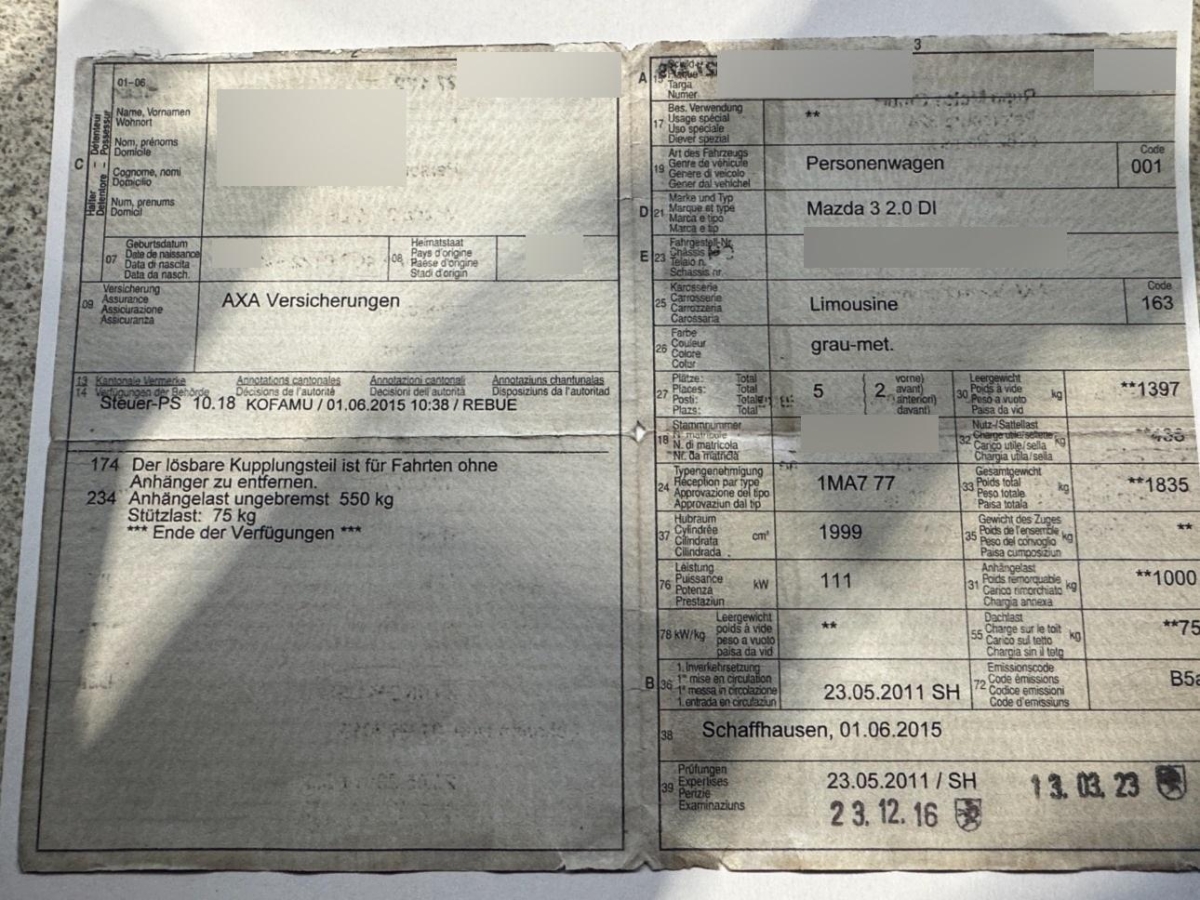 2
01-06
Name, Vornamen
Wohnort
Nom, prénoms
Domicile
Cognome, nomi
Domicilio
Num, prenums
Domicil
C
Halter – Détenteur
Detentore – Possessur
07
Geburtsdatum
Date de naissance
Data di nascita
Data da nasch.
08
Heimatstaat
Pays d'origine
Paese d'origine
Stadi d'origin
09
Versicherung
Assurance
Assicurazione
Assicuranza
AXA Versicherungen
13 Kantonale Vermerke Annotations cantonales Annotazioni cantonali Annotaziuns chantunalas
14 Verfügungen der Behörde Décisions de l'autorité Decisioni dell'autorità Disposiziuns da l'autoritad
Steuer-PS 10.18 KOFAMU / 01.06.2015 10:38 / REBUE
174 Der lösbare Kupplungsteil ist für Fahrten ohne
Anhänger zu entfernen.
234 Anhängelast ungebremst 550 kg
Stützlast: 75 kg
*** Ende der Verfügungen ***
3
A 15
Schild
Plaque
Targa
Numer
17
Bes. Verwendung
Usage spécial
Uso speciale
Diever spezial
**
19
Art des Fahrzeugs
Genre de véhicule
Genere di veicolo
Gener dal vehichel
Personenwagen
Code
001
D 21
Marke und Typ
Marque et type
Marca e tipo
Marca e tip
Mazda 3 2.0 DI
E 23
Fahrgestell-Nr.
Châssis
Telaio n.
Schassis nr.
25
Karosserie
Carrosserie
Carrozzeria
Carossaria
Limousine
Code
163
26
Farbe
Couleur
Colore
Color
grau-met.
27
Plätze: Total
Places: Total
Posti: Totale
Plazs: Total
5 2
vorne)
avant)
(anteriori)
davant)
30
Leergewicht
Poids à vide
Peso a vuoto
Paisa da vid
kg
**1397
18
Stammnummer
N° matricule
N. di matricola
Nr. da matricla
32
Nutz-/Sattellast
Charge utile/sellette
Carico utile/sella
Chargia utila/sella
kg
**438
24
Typengenehmigung
Réception par type
Approvazione del tipo
Approvaziun dal tip
1MA7 77
33
Gesamtgewicht
Poids total
Peso totale
Paisa totala
kg
**1835
37
Hubraum
Cylindrée
Cilindrata
Cilindrada
cm³
1999
35
Gewicht des Zuges
Poids de l'ensemble
Peso del convoglio
Paisa cumposiziun
kg
**
76
Leistung
Puissance
Potenza
Prestaziun
kW
111
31
Anhängelast
Poids remorquable
Carico rimorchiato
Chargia annexa
kg
**1000
78 kW/kg
Leergewicht
poids à vide
peso a vuoto
paisa da vid
**
55
Dachlast
Charge sur le toit
Carico sul tetto
Chargia sin il tetg
kg
**75
B 36
1. Inverkehrsetzung
1re mise en circulation
1a messa in circolazione
1. entrada en circulaziun
23.05.2011 SH
72
Emissionscode
Code émissions
Codice emissioni
Code d'emissiuns
B5a
38
Schaffhausen, 01.06.2015
39
Prüfungen
Expertises
Perizie
Examinaziuns
23.05.2011 / SH
13.03.23
23.12.16